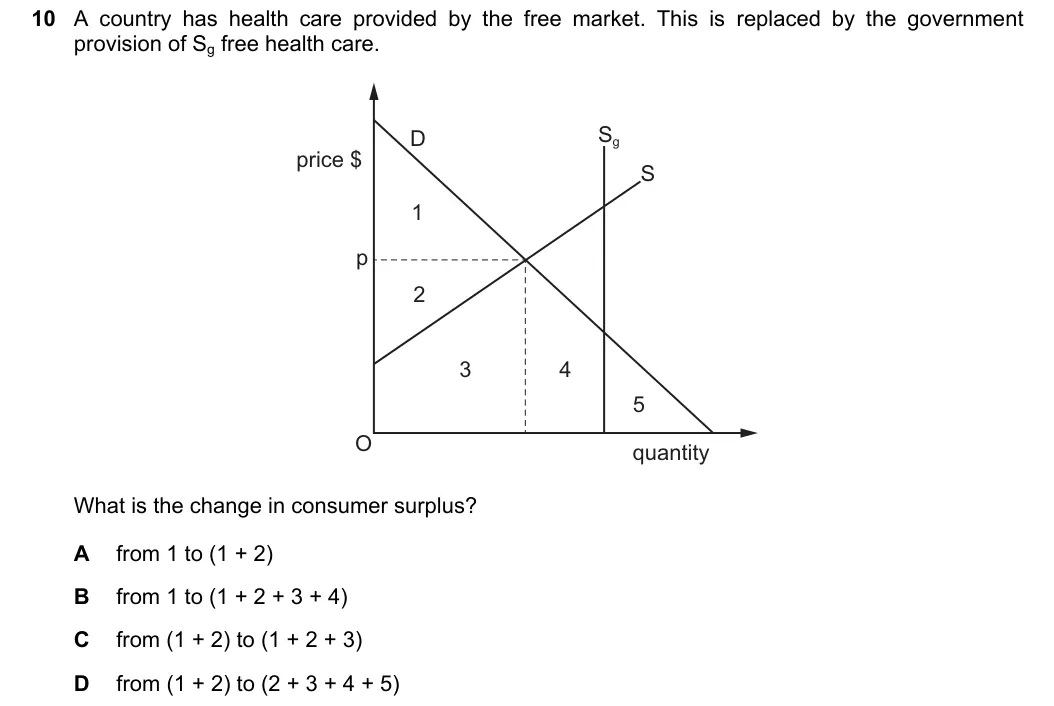 10 A country has health care provided by the free market. This is replaced by the government
provision of Sg free health care.
D
Sg
price $
S
1
p
2
3
4
5
O
quantity
What is the change in consumer surplus?
A from 1 to (1 + 2)
B from 1 to (1 + 2 + 3 + 4)
C from (1 + 2) to (1 + 2 + 3)
D from (1 + 2) to (2 + 3 + 4 + 5)